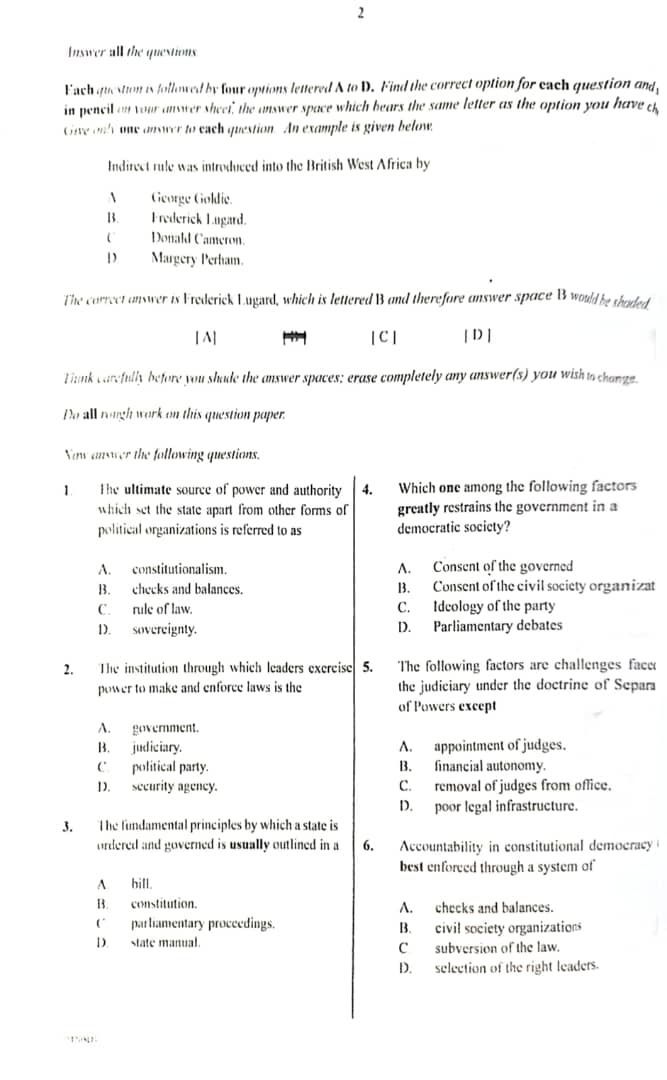 2
Answer all the questions
Each question is followed by four options lettered A to D. Find the correct option for each question and
in pencil on your answer sheet, the answer space which bears the same letter as the option you have ch
Give only one answer to each question. An example is given below.
Indirect rule was introduced into the British West Africa by
A George Goldie.
B. Frederick Lugard.
C Donald Cameron.
D Margery Perham.
The correct answer is Frederick Lugard, which is lettered B and therefore answer space B would be shaded.
[A] [C] [D]
Think carefully before you shade the answer spaces; erase completely any answer(s) you wish to change.
Do all rough work on this question paper.
Now answer the following questions.
1. The ultimate source of power and authority
which set the state apart from other forms of
political organizations is referred to as
A. constitutionalism.
B. checks and balances.
C. rule of law.
D. sovereignty.
2. The institution through which leaders exercise
power to make and enforce laws is the
A. government.
B. judiciary.
C. political party.
D. security agency.
3. The fundamental principles by which a state is
ordered and governed is usually outlined in a
A bill.
B. constitution.
C parliamentary proceedings.
D state manual.
4. Which one among the following factors
greatly restrains the government in a
democratic society?
A. Consent of the governed
B. Consent of the civil society organizat
C. Ideology of the party
D. Parliamentary debates
5. The following factors are challenges face
the judiciary under the doctrine of Separa
of Powers except
A. appointment of judges.
B. financial autonomy.
C. removal of judges from office.
D. poor legal infrastructure.
6. Accountability in constitutional democracy
best enforced through a system of
A. checks and balances.
B. civil society organizations
C subversion of the law.
D. selection of the right leaders.